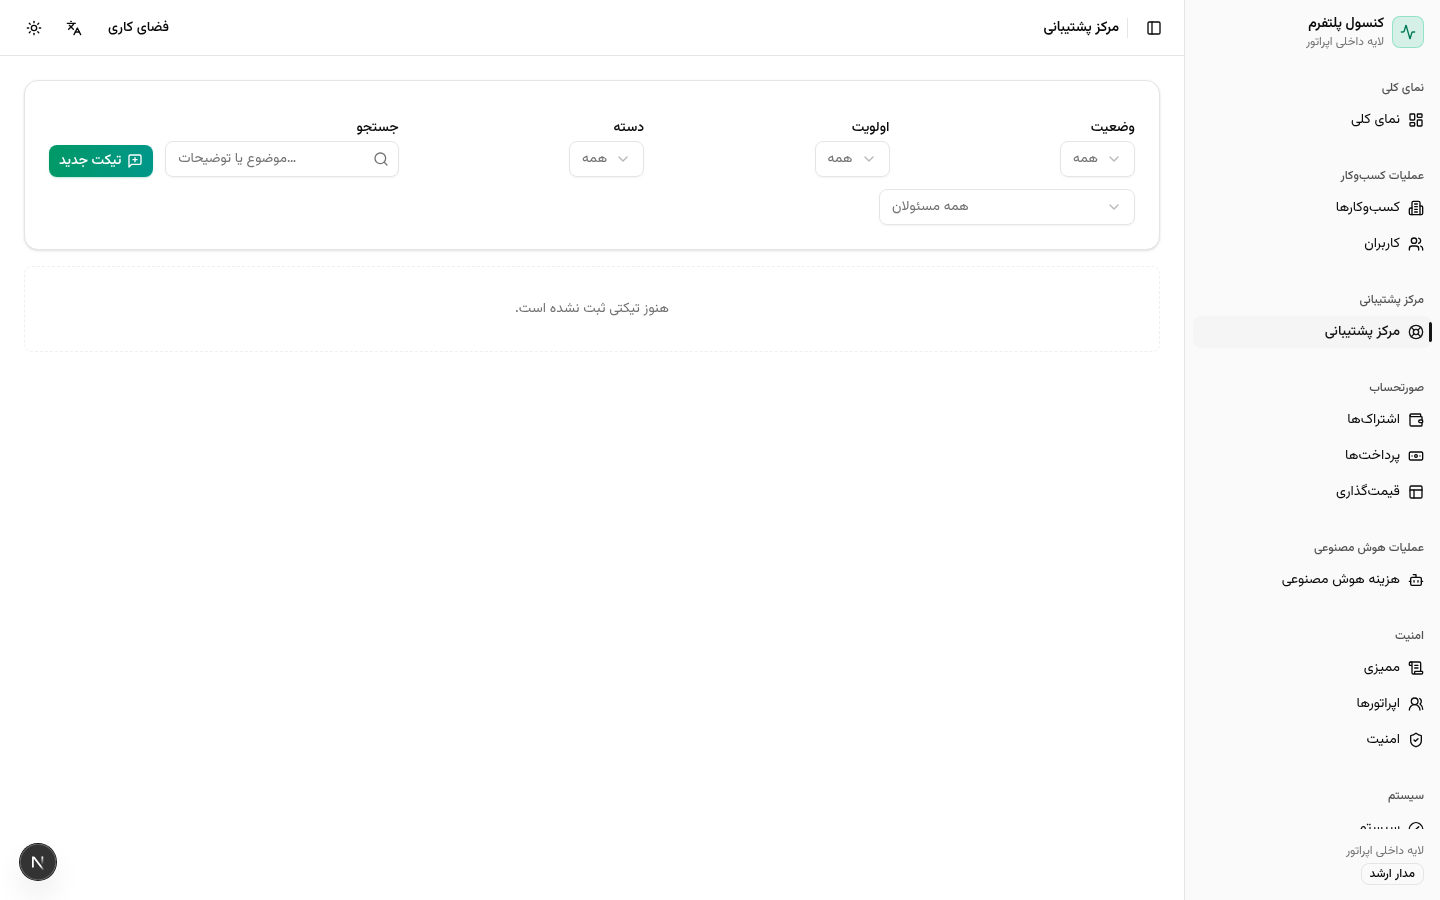 کنسول پلتفرم
لایه داخلی اپراتور
نمای کلی
نمای کلی
عملیات کسب‌وکار
کسب‌وکارها
کاربران
مرکز پشتیبانی
مرکز پشتیبانی
صورتحساب
اشتراک‌ها
پرداخت‌ها
قیمت‌گذاری
عملیات هوش مصنوعی
هزینه هوش مصنوعی
امنیت
ممیزی
اپراتورها
امنیت
سیستم
سیستم
لایه داخلی اپراتور
مدار ارشد
مرکز پشتیبانی
فضای کاری
وضعیت
همه
اولویت
همه
دسته
همه
جستجو
موضوع یا توضیحات...
تیکت جدید
همه مسئولان
هنوز تیکتی ثبت نشده است.
N